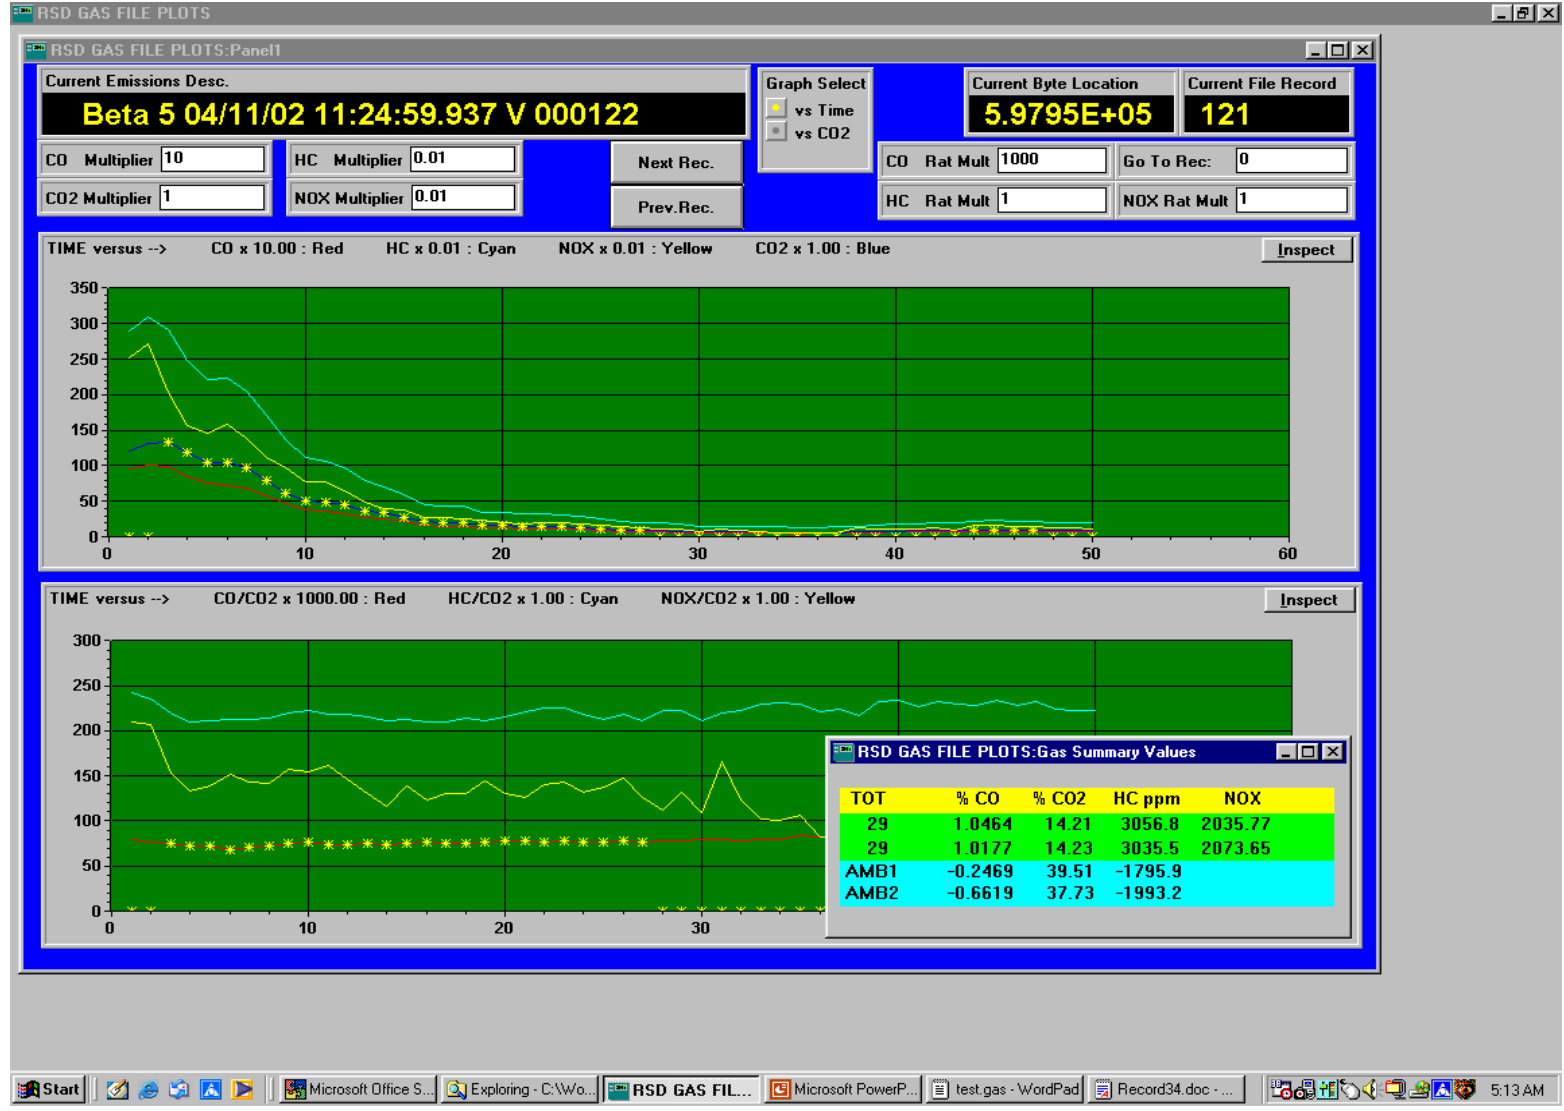 RSD GAS FILE PLOTS
RSD GAS FILE PLOTS:Panel1
Current Emissions Desc.
Beta 5 04/11/02 11:24:59.937 V 000122
Graph Select
vs Time
vs CO2
Current Byte Location
5.9795E+05
Current File Record
121
CO Multiplier 10
HC Multiplier 0.01
Next Rec.
CO Rat Mult 1000
Go To Rec: 0
CO2 Multiplier 1
NOX Multiplier 0.01
Prev.Rec.
HC Rat Mult 1
NOX Rat Mult 1
TIME versus --> CO x 10.00 : Red HC x 0.01 : Cyan NOX x 0.01 : Yellow CO2 x 1.00 : Blue
Inspect
350
300
250
200
150
100
50
0
0 10 20 30 40 50 60
TIME versus --> CO/CO2 x 1000.00 : Red HC/CO2 x 1.00 : Cyan NOX/CO2 x 1.00 : Yellow
Inspect
300
250
200
150
100
50
0
0 10 20 30
RSD GAS FILE PLOTS:Gas Summary Values
TOT % CO % CO2 HC ppm NOX
29 1.0464 14.21 3056.8 2035.77
29 1.0177 14.23 3035.5 2073.65
AMB1 -0.2469 39.51 -1795.9
AMB2 -0.6619 37.73 -1993.2
Start
Microsoft Office S...
Exploring - C:\Wo...
RSD GAS FIL...
Microsoft PowerP...
test.gas - WordPad
Record34.doc - ...
5:13 AM